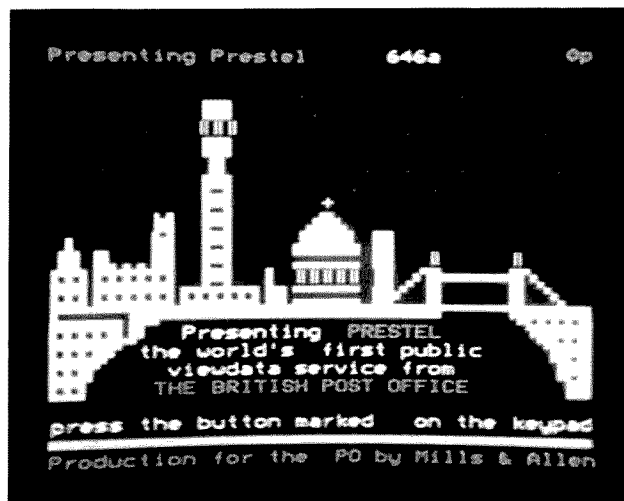 Presenting Prestel 646a 0p
Presenting PRESTEL
the world's first public
viewdata service from
THE BRITISH POST OFFICE
press the button marked on the keypad
Production for the PO by Mills & Allen